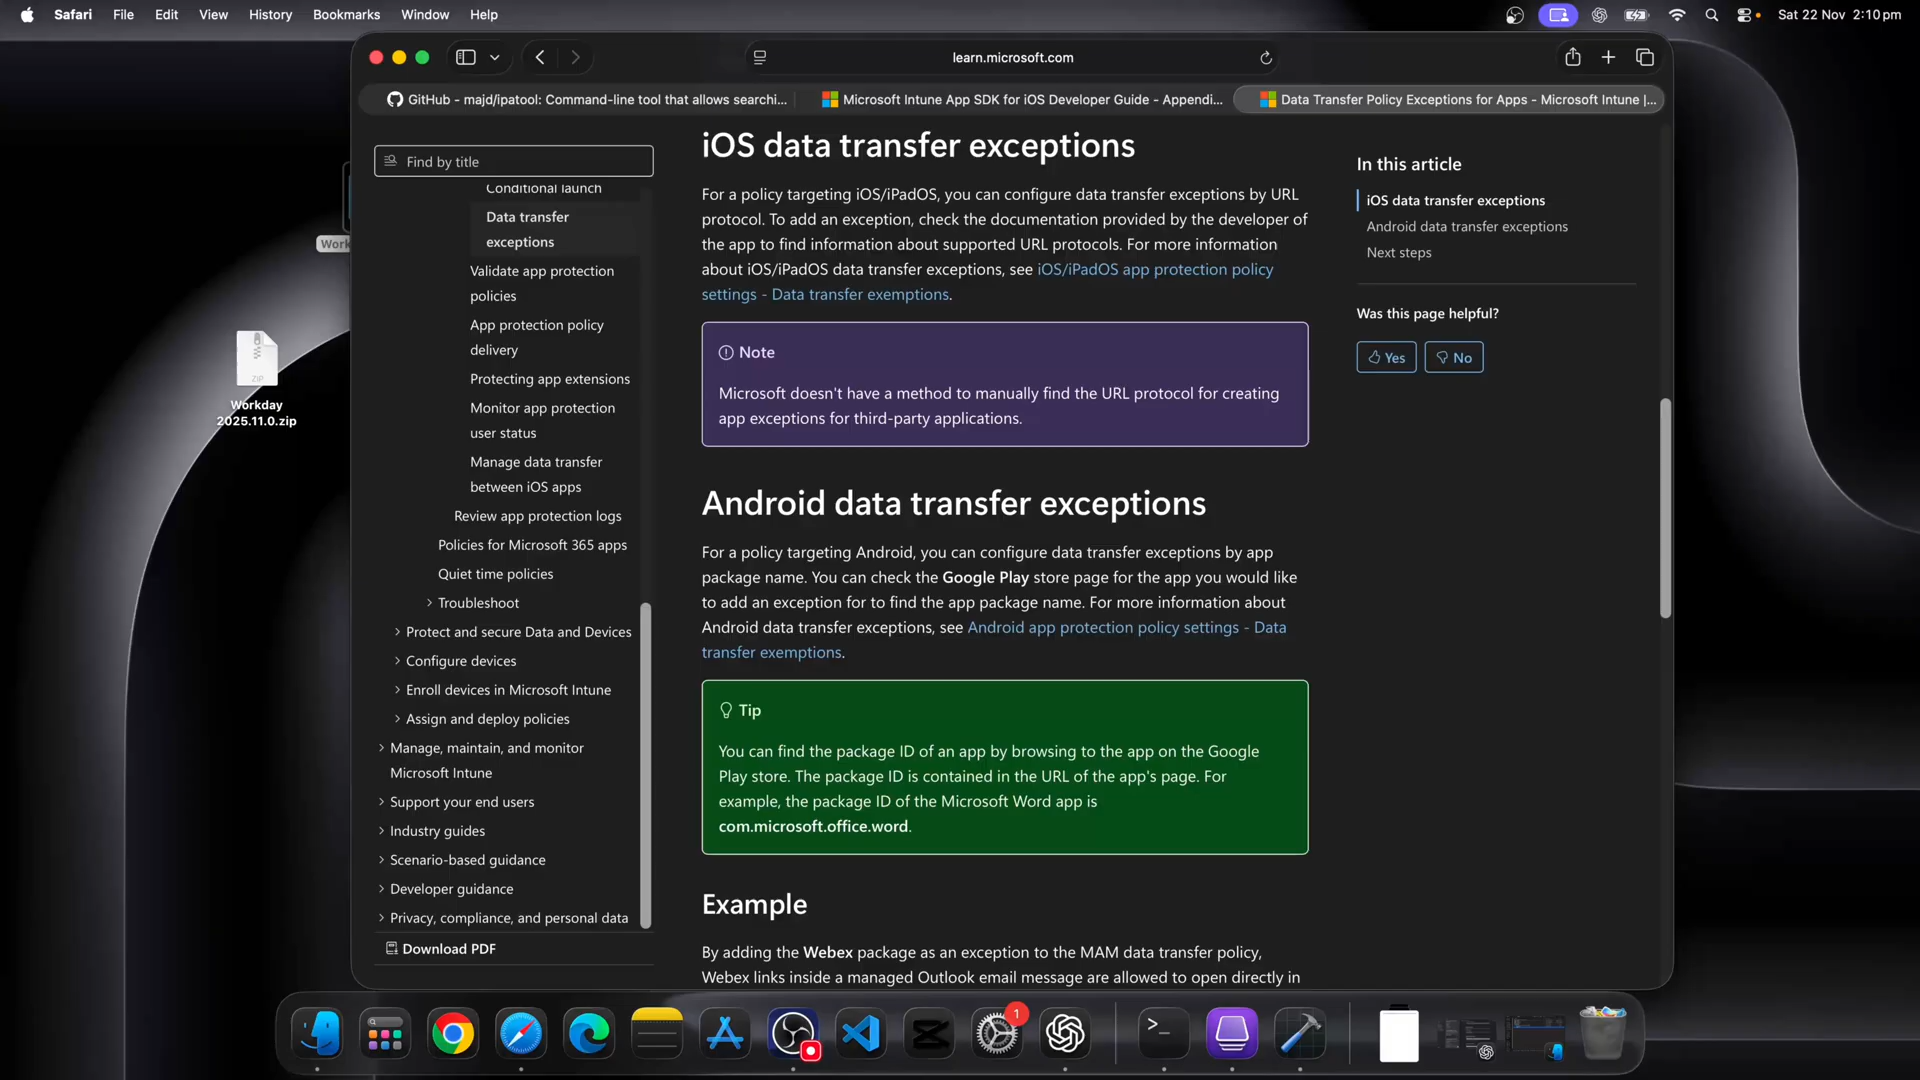 Safari File Edit View History Bookmarks Window Help
Sat 22 Nov 2:10 pm
learn.microsoft.com
GitHub - majd/ipatool: Command-line tool that allows searchi...
Microsoft Intune App SDK for iOS Developer Guide - Appendi...
Data Transfer Policy Exceptions for Apps - Microsoft Intune |...
Work
ZIP
Workday
2025.11.0.zip
Find by title
Conditional launch
Data transfer
exceptions
Validate app protection
policies
App protection policy
delivery
Protecting app extensions
Monitor app protection
user status
Manage data transfer
between iOS apps
Review app protection logs
Policies for Microsoft 365 apps
Quiet time policies
Troubleshoot
Protect and secure Data and Devices
Configure devices
Enroll devices in Microsoft Intune
Assign and deploy policies
Manage, maintain, and monitor
Microsoft Intune
Support your end users
Industry guides
Scenario-based guidance
Developer guidance
Privacy, compliance, and personal data
Download PDF
iOS data transfer exceptions
For a policy targeting iOS/iPadOS, you can configure data transfer exceptions by URL
protocol. To add an exception, check the documentation provided by the developer of
the app to find information about supported URL protocols. For more information
about iOS/iPadOS data transfer exceptions, see iOS/iPadOS app protection policy
settings - Data transfer exemptions.
Note
Microsoft doesn't have a method to manually find the URL protocol for creating
app exceptions for third-party applications.
Android data transfer exceptions
For a policy targeting Android, you can configure data transfer exceptions by app
package name. You can check the Google Play store page for the app you would like
to add an exception for to find the app package name. For more information about
Android data transfer exceptions, see Android app protection policy settings - Data
transfer exemptions.
Tip
You can find the package ID of an app by browsing to the app on the Google
Play store. The package ID is contained in the URL of the app's page. For
example, the package ID of the Microsoft Word app is
com.microsoft.office.word.
Example
By adding the Webex package as an exception to the MAM data transfer policy,
Webex links inside a managed Outlook email message are allowed to open directly in
In this article
iOS data transfer exceptions
Android data transfer exceptions
Next steps
Was this page helpful?
Yes
No
1